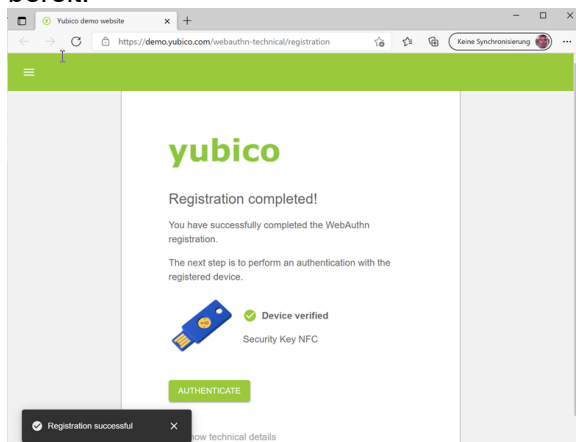 Yubico demo website
https://demo.yubico.com/webauthn-technical/registration
Keine Synchronisierung
yubico
Registration completed!
You have successfully completed the WebAuthn
registration.
The next step is to perform an authentication with the
registered device.
Device verified
Security Key NFC
AUTHENTICATE
Registration successful
technical details